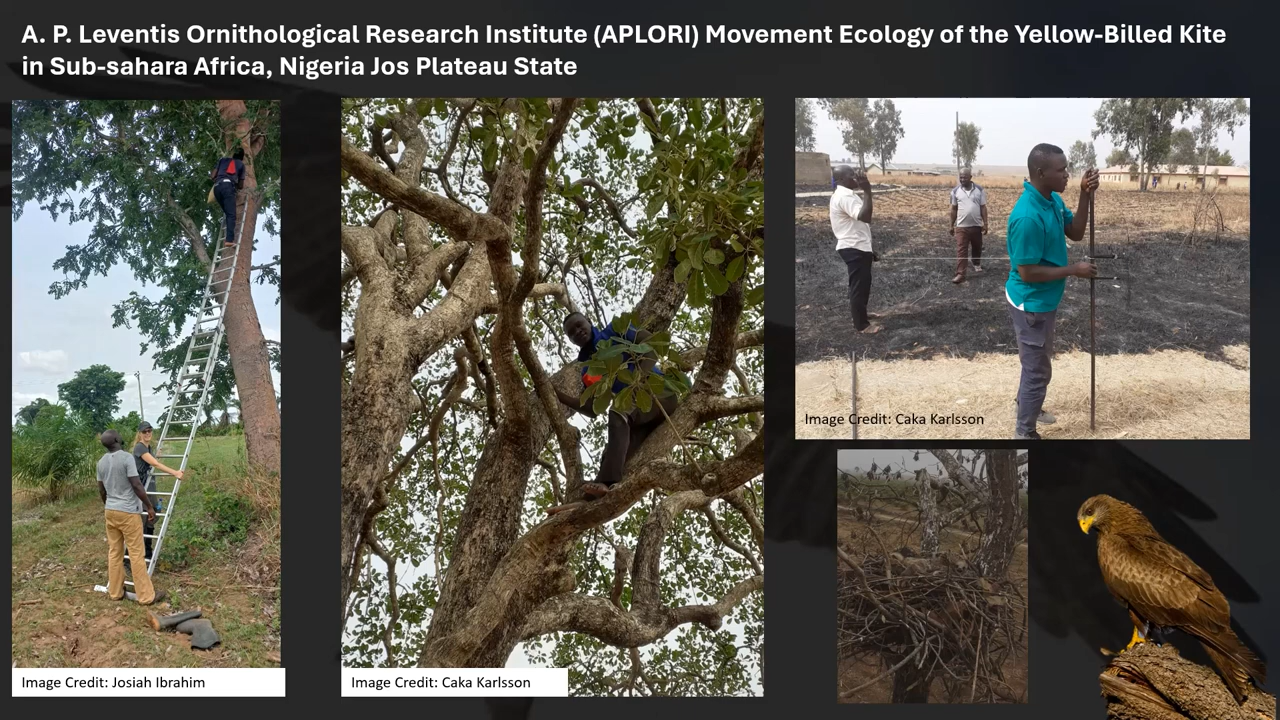 A. P. Leventis Ornithological Research Institute (APLORI) Movement Ecology of the Yellow-Billed Kite
in Sub-sahara Africa, Nigeria Jos Plateau State
Image Credit: Josiah Ibrahim
Image Credit: Caka Karlsson
Image Credit: Caka Karlsson